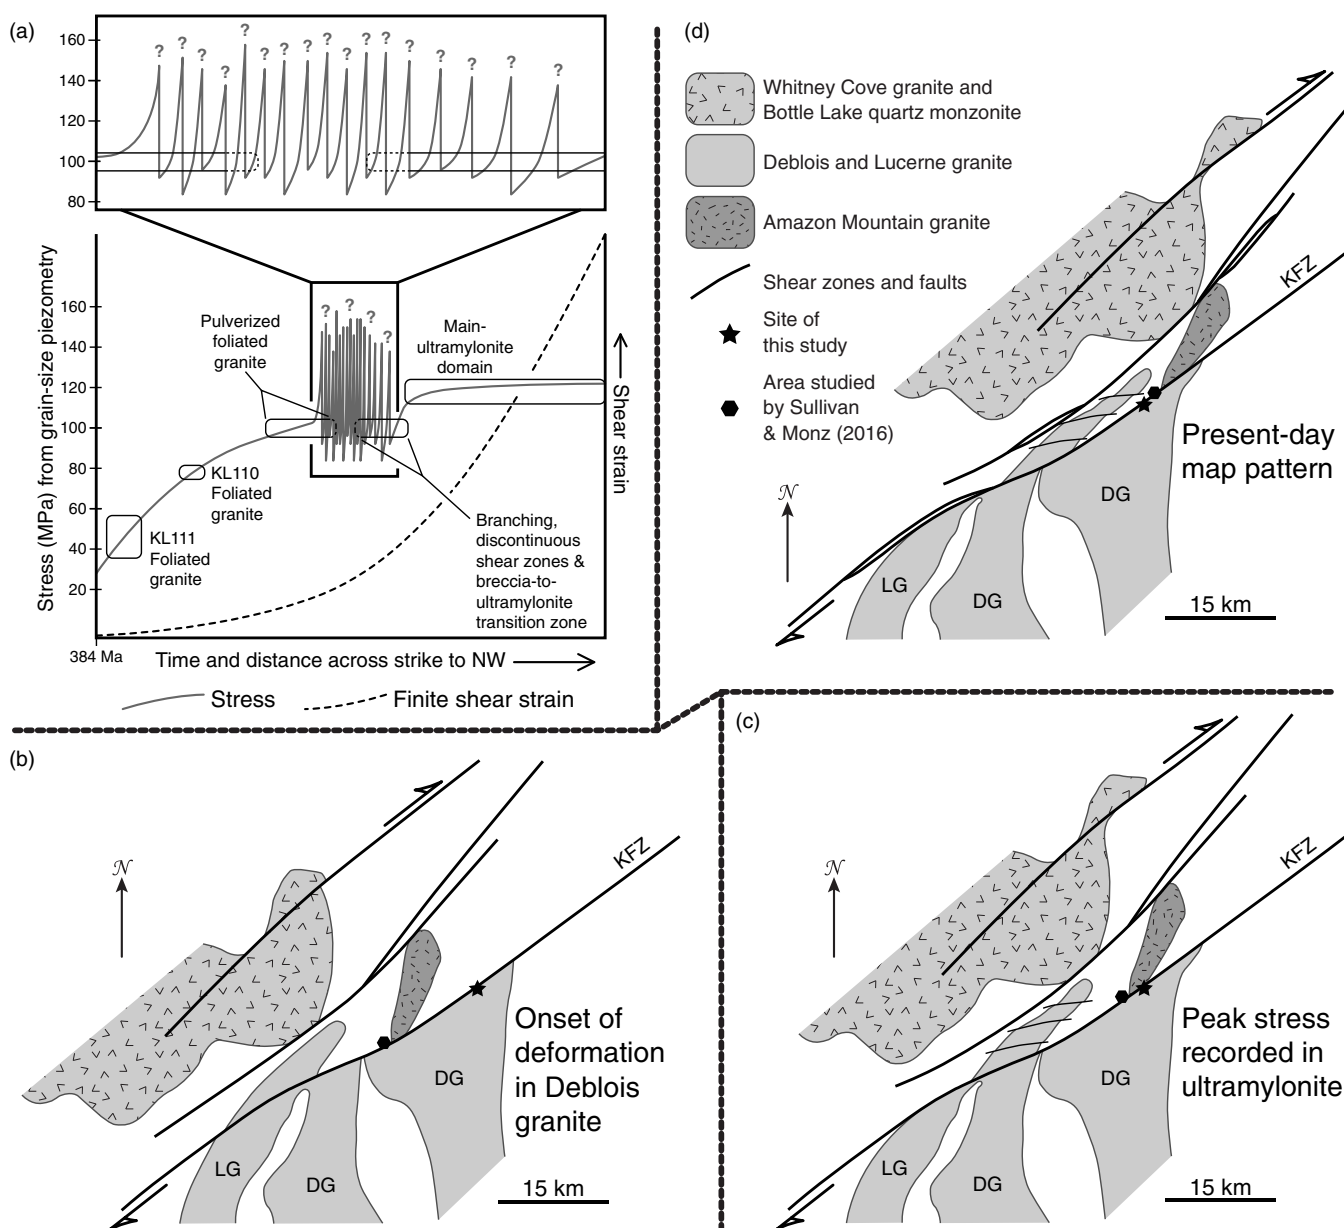 (a)
160
140
120
100
80
? ? ? ? ? ? ? ? ? ? ? ? ? ? ? ? ?
Stress (MPa) from grain-size piezometry
160
140
120
100
80
60
40
20
? ? ? ?
Pulverized
foliated
granite
Main-
ultramylonite
domain
KL110
Foliated
granite
KL111
Foliated
granite
Branching,
discontinuous
shear zones &
breccia-to-
ultramylonite
transition zone
Shear strain
384 Ma
Time and distance across strike to NW
Stress
Finite shear strain
(d)
Whitney Cove granite and
Bottle Lake quartz monzonite
Deblois and Lucerne granite
Amazon Mountain granite
Shear zones and faults
Site of
this study
Area studied
by Sullivan
& Monz (2016)
N
KFZ
Present-day
map pattern
DG
LG
DG
15 km
(b)
N
KFZ
Onset of
deformation
in Deblois
granite
DG
LG
DG
15 km
(c)
N
KFZ
Peak stress
recorded in
ultramylonite
DG
LG
DG
15 km